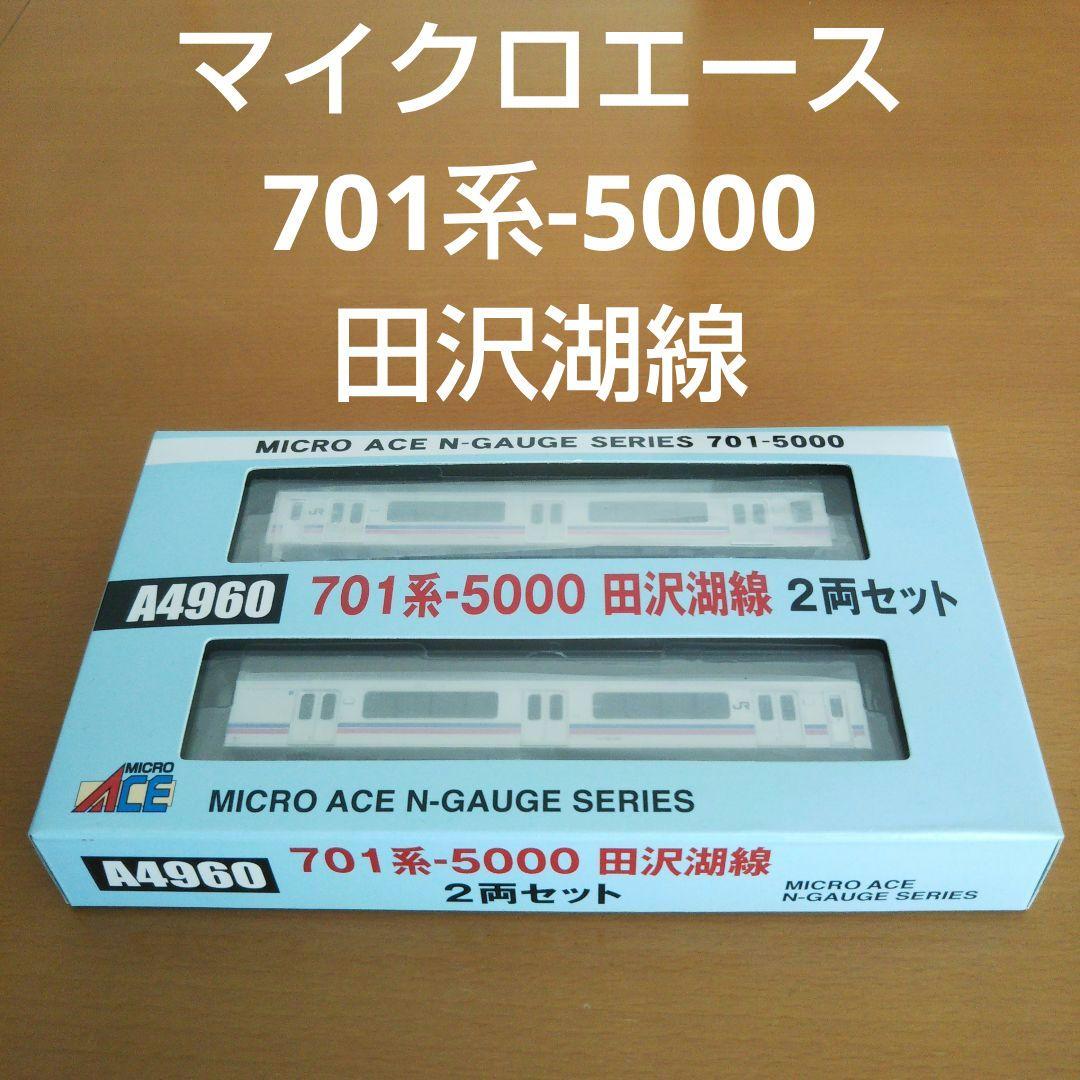 マイクロエース
701系-5000
田沢湖線
MICRO ACE N-GAUGE SERIES 701-5000
JR
A4960 701系-5000 田沢湖線 2両セット
JR
MICRO ACE MICRO ACE N-GAUGE SERIES
A4960 701系-5000 田沢湖線
2両セット
MICRO ACE
N-GAUGE SERIES